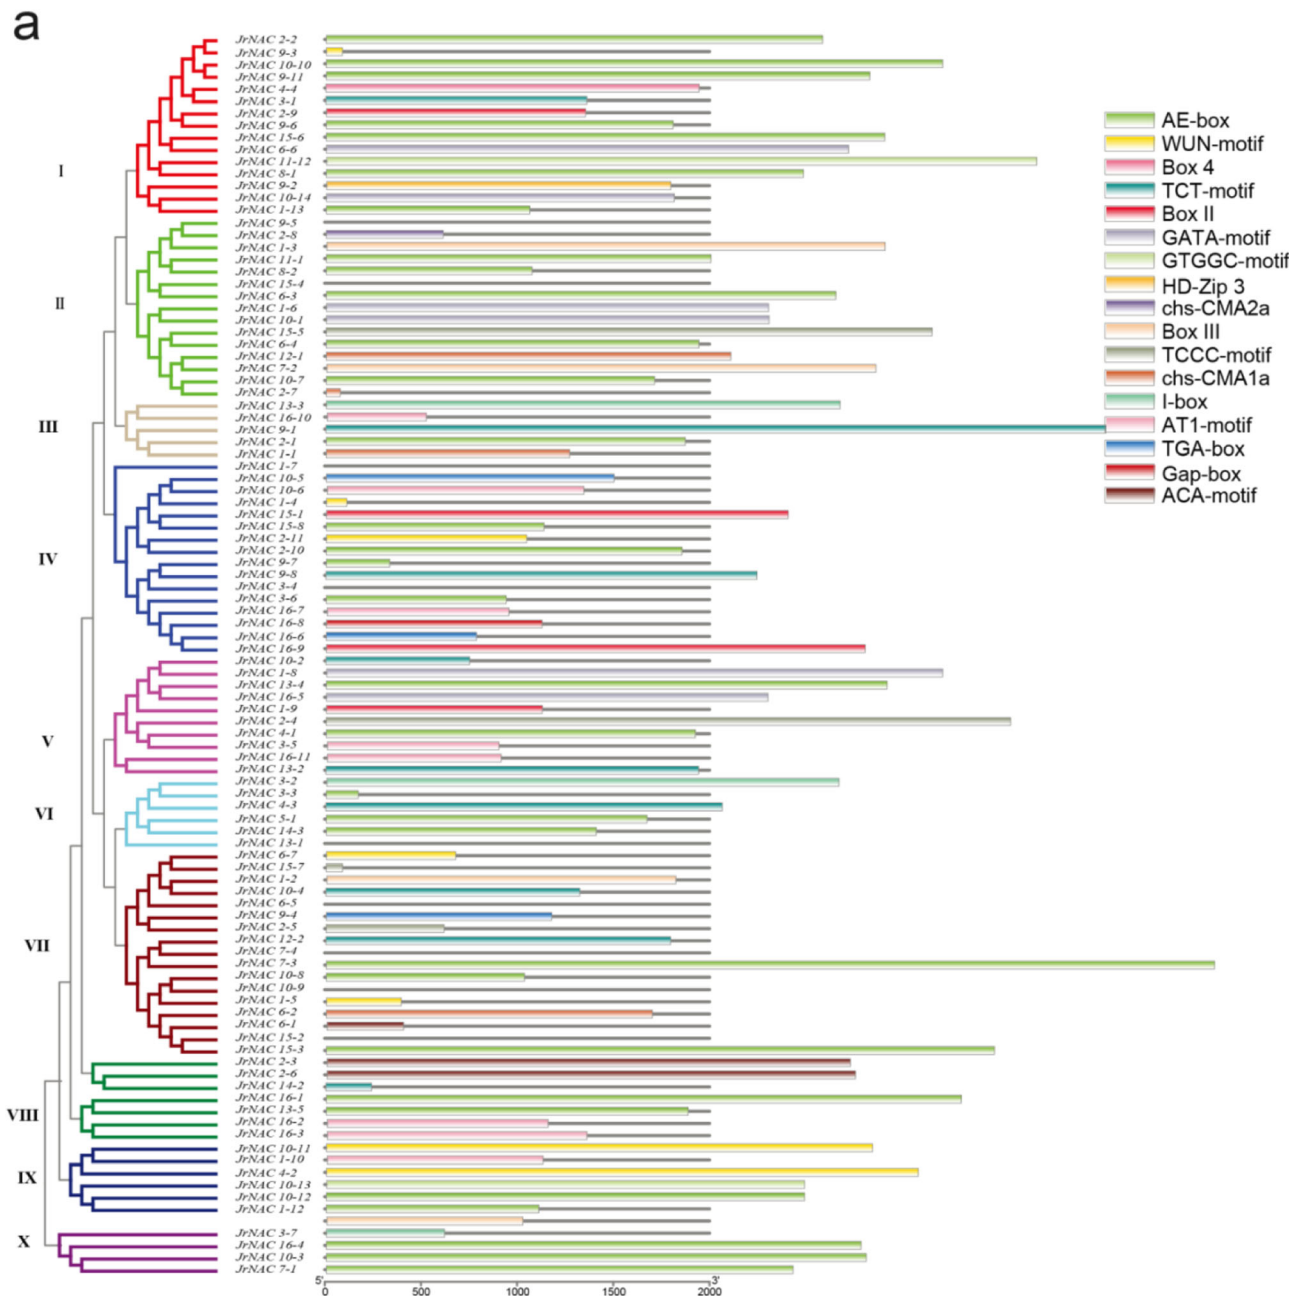 a
JrNAC 2-2
JrNAC 9-3
JrNAC 10-10
JrNAC 9-11
JrNAC 4-4
JrNAC 3-1
JrNAC 2-9
JrNAC 9-6
JrNAC 15-6
JrNAC 6-6
JrNAC 11-12
JrNAC 8-1
JrNAC 9-2
JrNAC 10-14
JrNAC 1-13
I
JrNAC 9-5
JrNAC 2-8
JrNAC 1-3
JrNAC 11-1
JrNAC 8-2
JrNAC 15-4
JrNAC 6-3
JrNAC 1-6
JrNAC 10-1
JrNAC 15-5
JrNAC 6-4
JrNAC 12-1
JrNAC 7-2
JrNAC 10-7
JrNAC 2-7
II
JrNAC 13-3
JrNAC 16-10
JrNAC 9-1
JrNAC 2-1
JrNAC 1-1
III
JrNAC 1-7
JrNAC 10-5
JrNAC 10-6
JrNAC 1-4
JrNAC 15-1
JrNAC 15-8
JrNAC 2-11
JrNAC 2-10
JrNAC 9-7
JrNAC 9-8
JrNAC 3-4
JrNAC 3-6
JrNAC 16-7
JrNAC 16-8
JrNAC 16-6
JrNAC 16-9
IV
JrNAC 10-2
JrNAC 1-8
JrNAC 13-4
JrNAC 16-5
JrNAC 1-9
JrNAC 2-4
JrNAC 4-1
JrNAC 3-5
JrNAC 16-11
JrNAC 13-2
V
JrNAC 3-2
JrNAC 3-3
JrNAC 4-3
JrNAC 5-1
JrNAC 14-3
JrNAC 13-1
VI
JrNAC 6-7
JrNAC 15-7
JrNAC 1-2
JrNAC 10-4
JrNAC 6-5
JrNAC 9-4
JrNAC 2-5
JrNAC 12-2
JrNAC 7-4
JrNAC 7-3
JrNAC 10-8
JrNAC 10-9
JrNAC 1-5
JrNAC 6-2
JrNAC 6-1
JrNAC 15-2
JrNAC 15-3
VII
JrNAC 2-3
JrNAC 2-6
JrNAC 14-2
JrNAC 16-1
JrNAC 13-5
JrNAC 16-2
JrNAC 16-3
VIII
JrNAC 10-11
JrNAC 1-10
JrNAC 4-2
JrNAC 10-13
JrNAC 10-12
JrNAC 1-12
IX
JrNAC 3-7
JrNAC 16-4
JrNAC 10-3
JrNAC 7-1
X
5' 3'
0 500 1000 1500 2000
AE-box
WUN-motif
Box 4
TCT-motif
Box II
GATA-motif
GTGGC-motif
HD-Zip 3
chs-CMA2a
Box III
TCCC-motif
chs-CMA1a
I-box
AT1-motif
TGA-box
Gap-box
ACA-motif